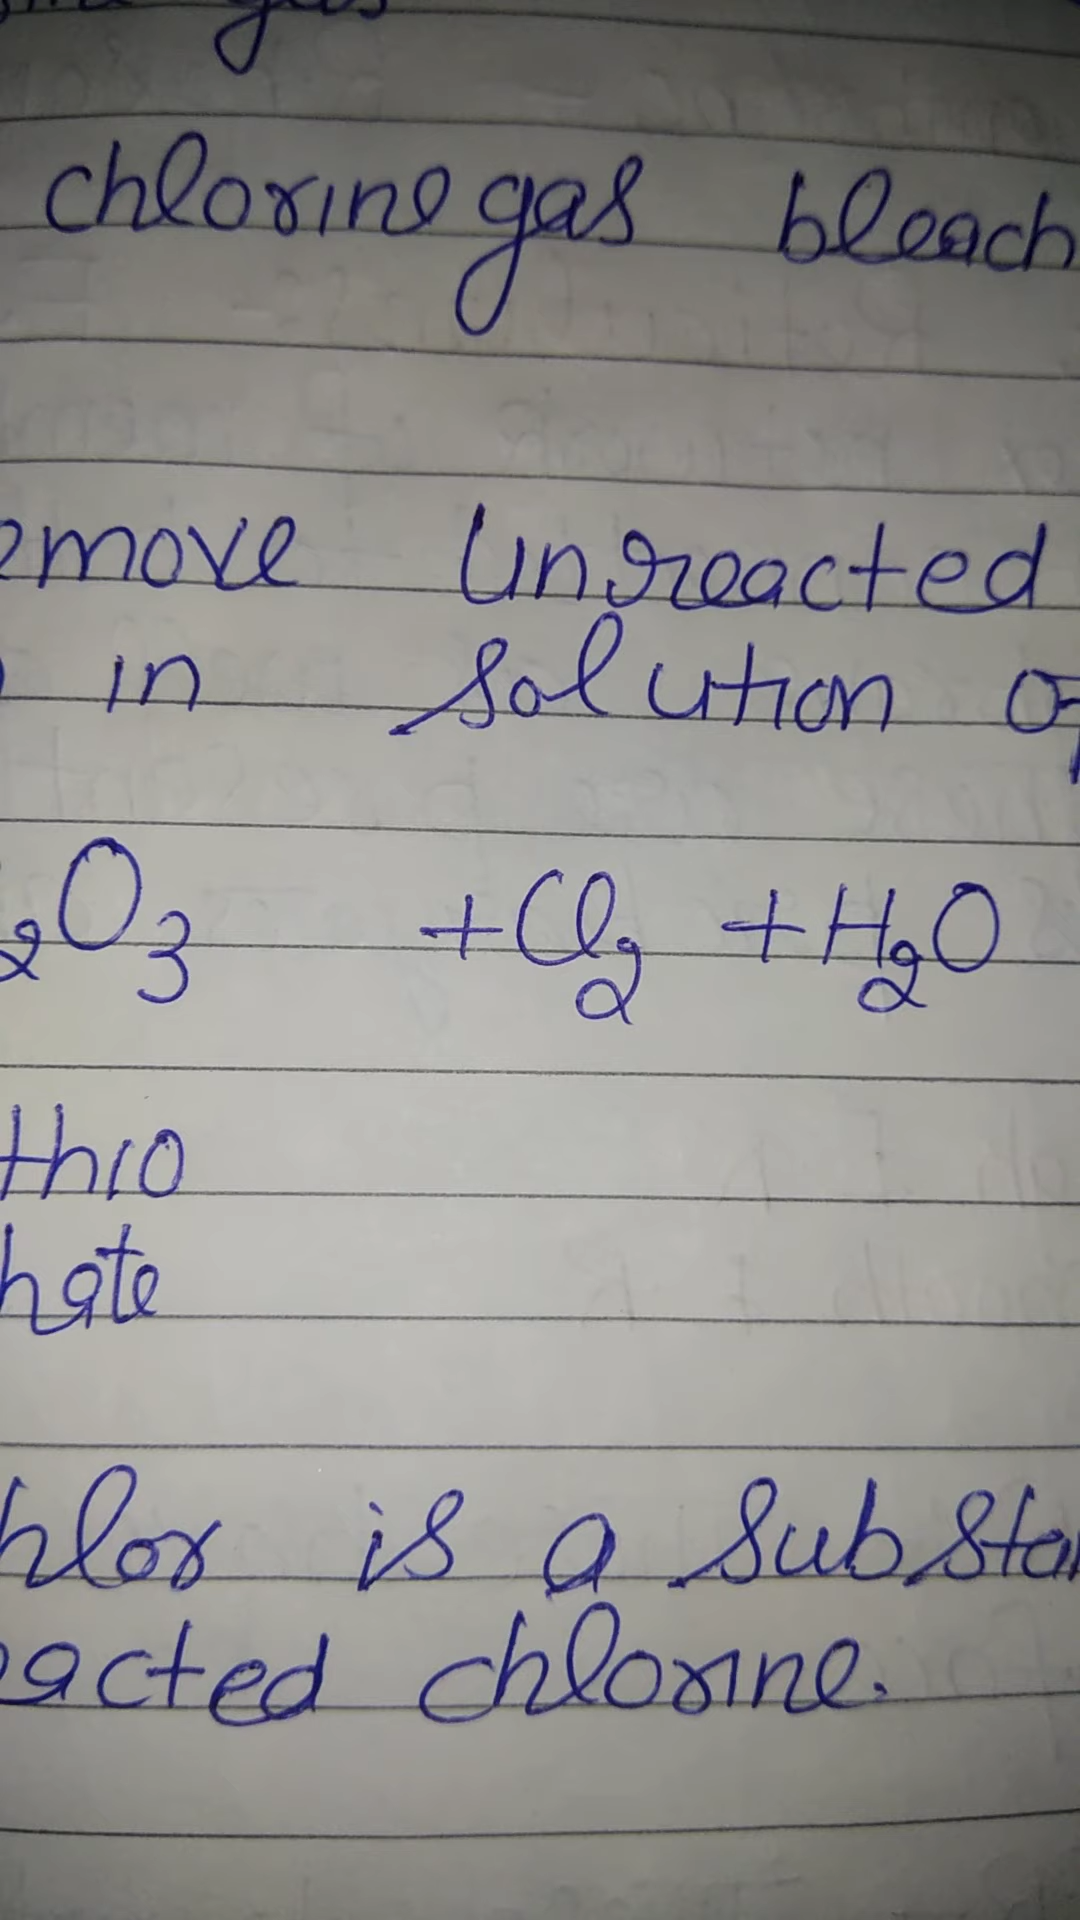 chlorine gas bleach
emove unreacted
in solution of
2O3 + Cl2 + H2O
thio
hate
hlor is a substa
acted chlorine.